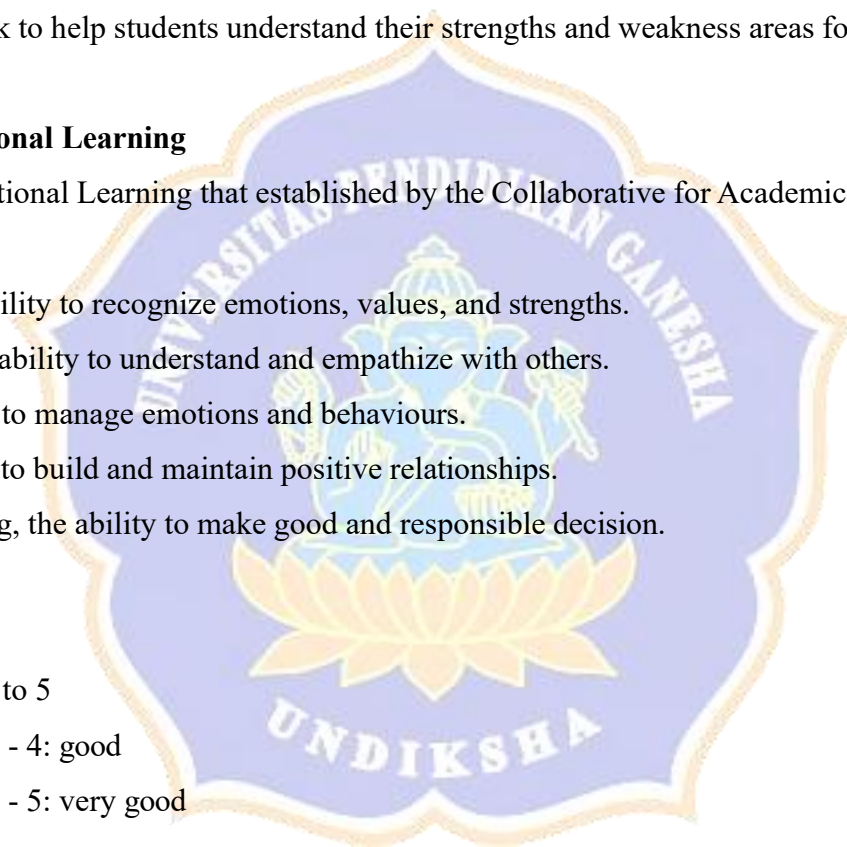 k to help students understand their strengths and weakness areas fo
onal Learning
tional Learning that established by the Collaborative for Academic
ility to recognize emotions, values, and strengths.
ability to understand and empathize with others.
to manage emotions and behaviours.
to build and maintain positive relationships.
g, the ability to make good and responsible decision.
to 5
- 4: good
- 5: very good
UNIVERSITAS PENDIDIKAN GANESHA
UNDIKSHA